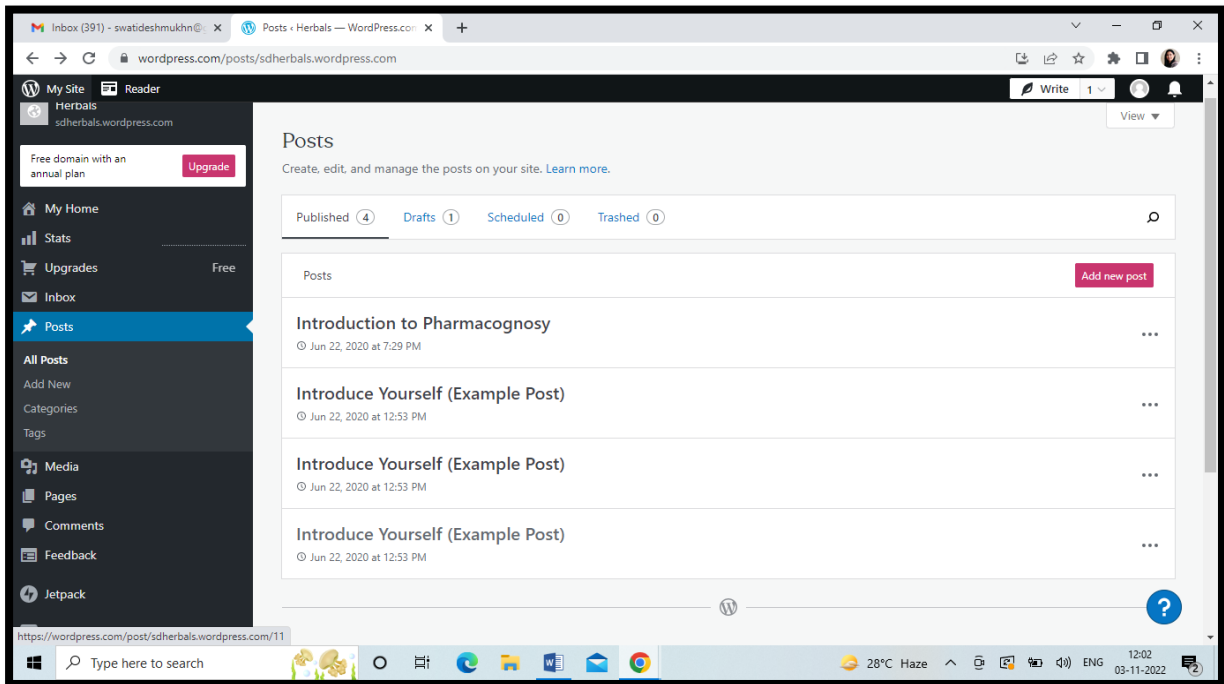 Inbox (391) - swatideshmukhn@
Posts ‹ Herbals — WordPress.com
wordpress.com/posts/sdherbals.wordpress.com
My Site
Reader
Write
1
Herbals
sdherbals.wordpress.com
View
Free domain with an
annual plan
Upgrade
Posts
Create, edit, and manage the posts on your site. Learn more.
My Home
Stats
Upgrades Free
Inbox
Posts
All Posts
Add New
Categories
Tags
Media
Pages
Comments
Feedback
Jetpack
Published 4 Drafts 1 Scheduled 0 Trashed 0
Posts
Add new post
Introduction to Pharmacognosy
Jun 22, 2020 at 7:29 PM
Introduce Yourself (Example Post)
Jun 22, 2020 at 12:53 PM
Introduce Yourself (Example Post)
Jun 22, 2020 at 12:53 PM
Introduce Yourself (Example Post)
Jun 22, 2020 at 12:53 PM
?
https://wordpress.com/post/sdherbals.wordpress.com/11
Type here to search
28°C Haze
ENG
12:02
03-11-2022
2